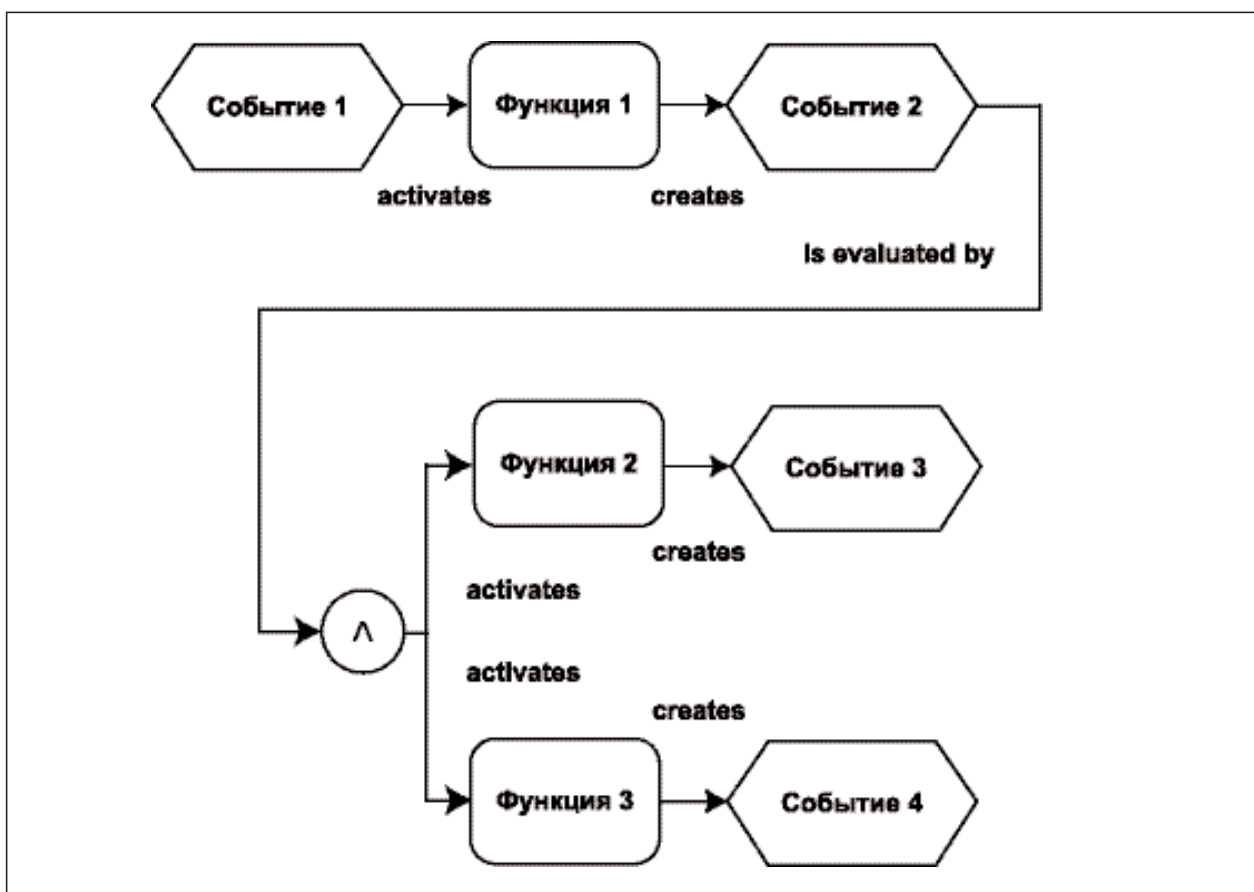 Событие 1
Функция 1
Событие 2
activates
creates
is evaluated by
Функция 2
Событие 3
creates
activates
Λ
activates
creates
Функция 3
Событие 4